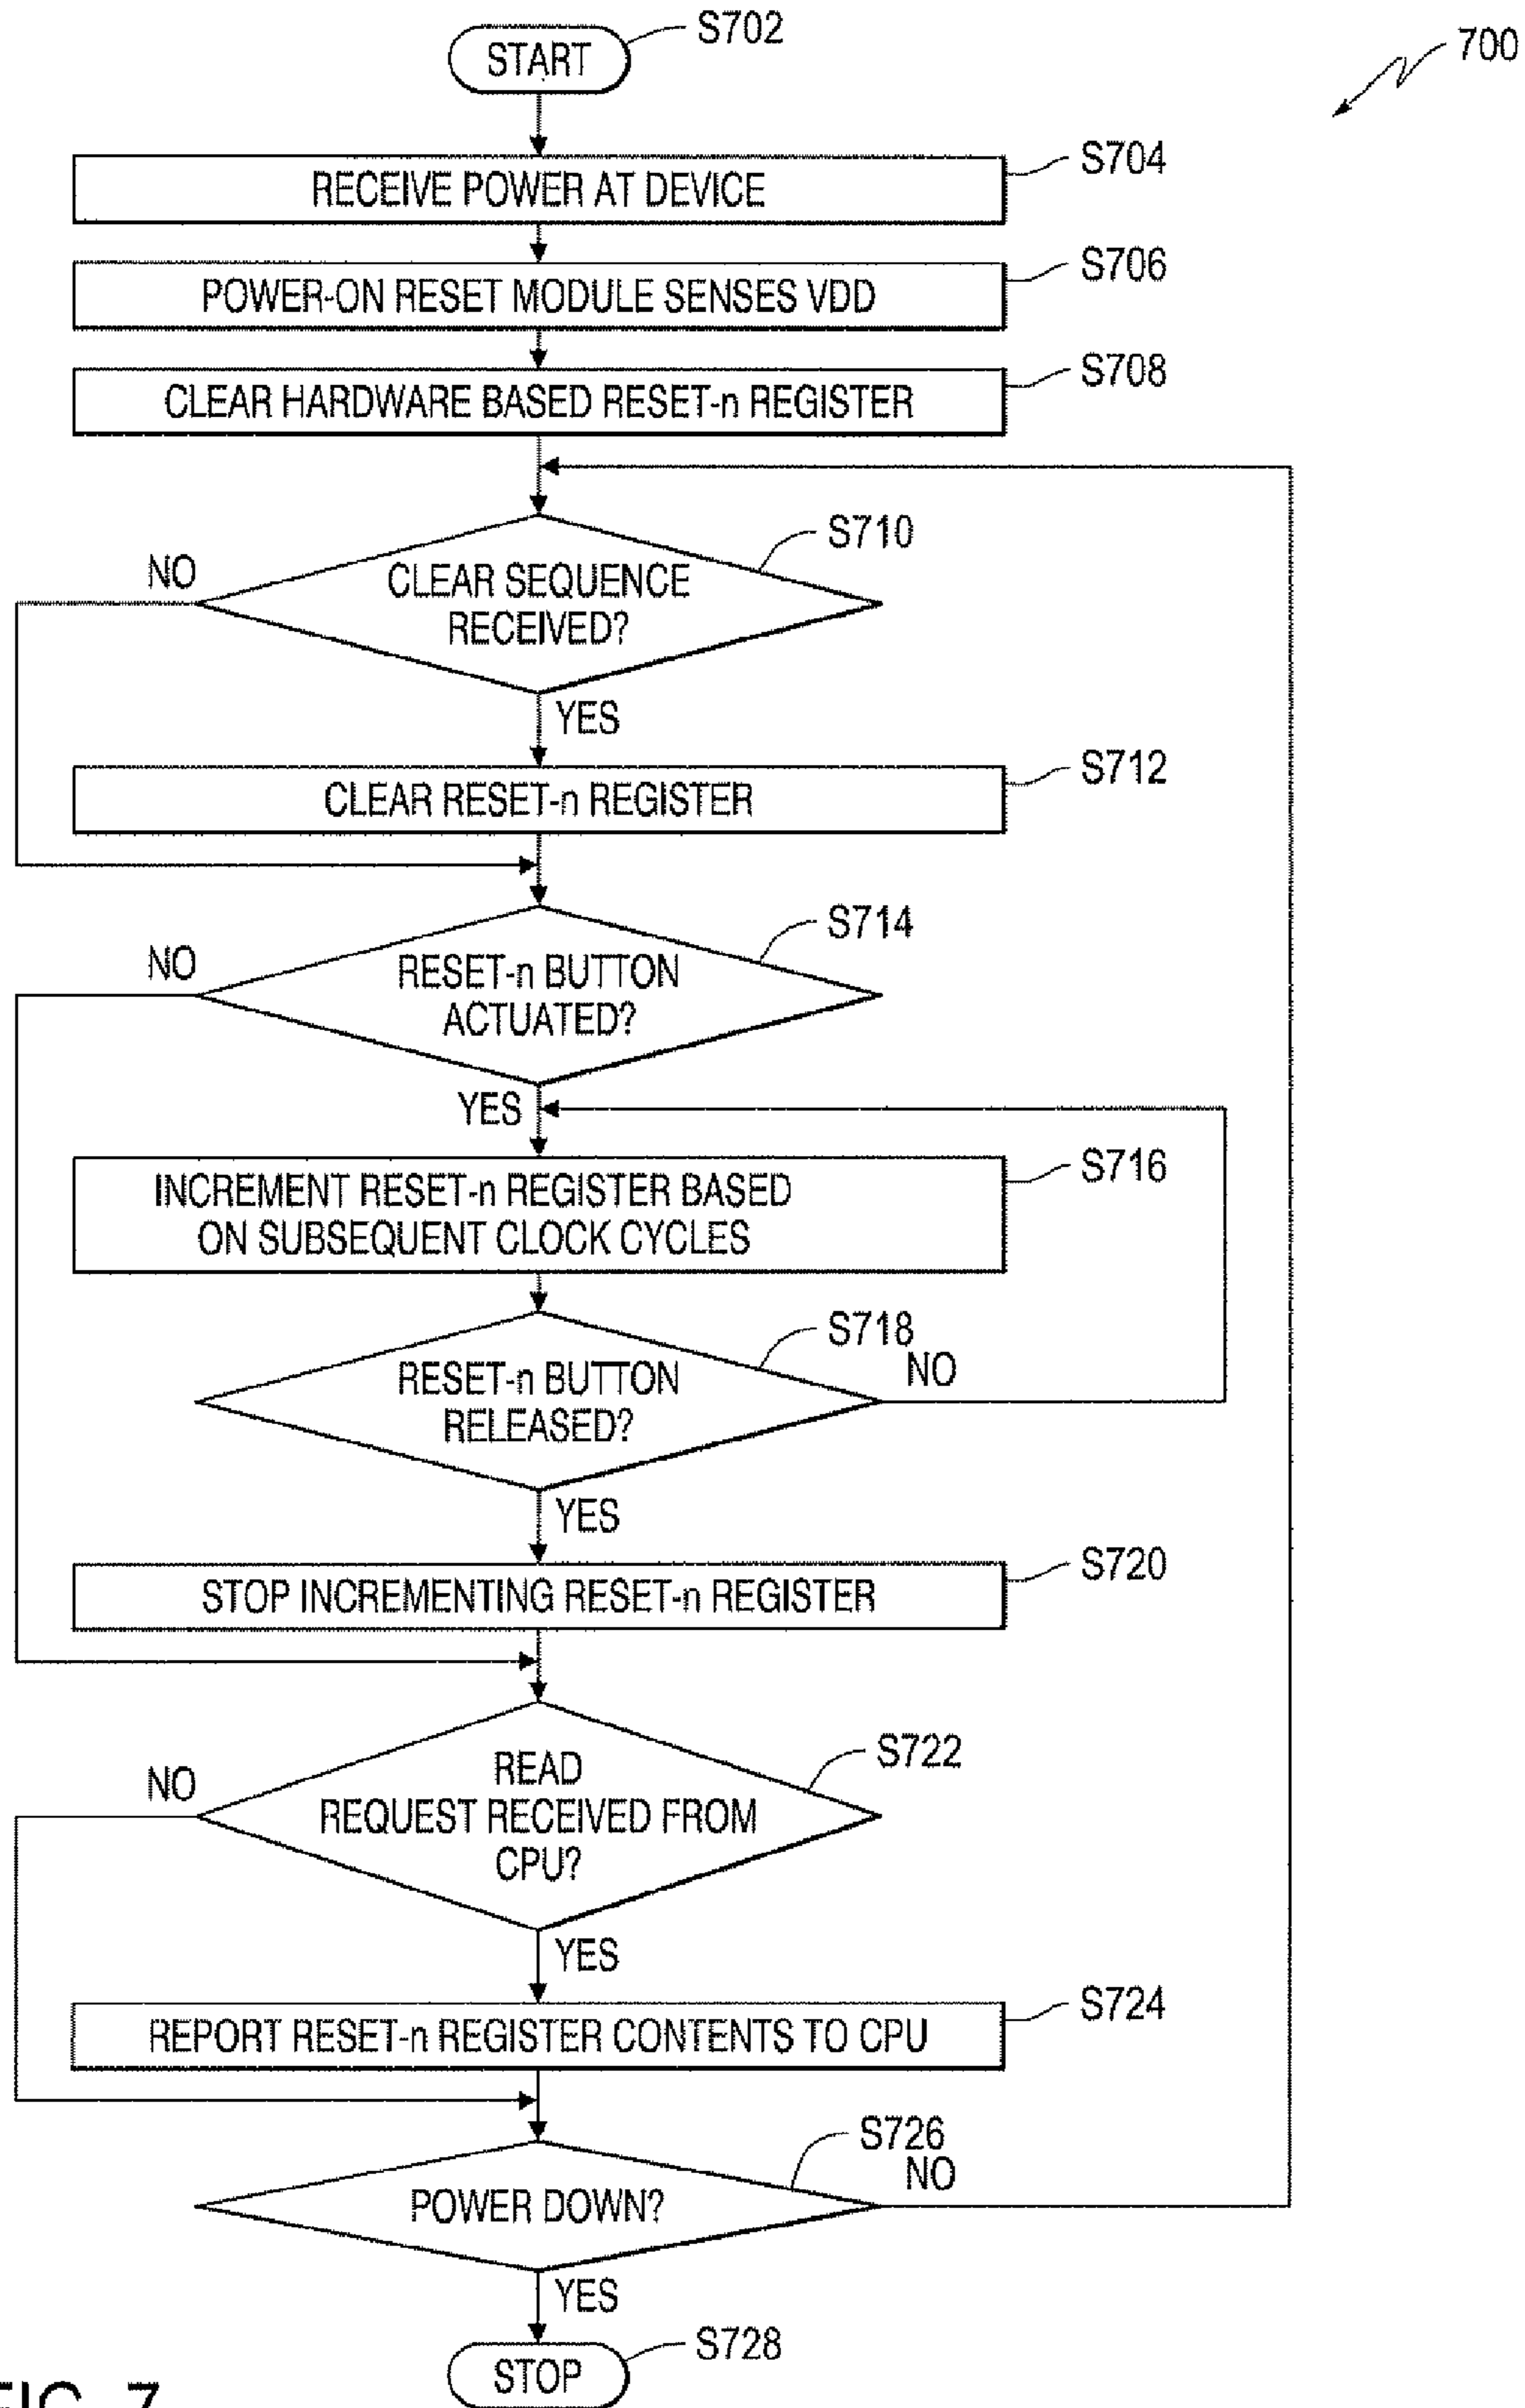 START
S702
700
RECEIVE POWER AT DEVICE
S704
POWER-ON RESET MODULE SENSES VDD
S706
CLEAR HARDWARE BASED RESET-n REGISTER
S708
S710
NO
CLEAR SEQUENCE
RECEIVED?
YES
CLEAR RESET-n REGISTER
S712
S714
NO
RESET-n BUTTON
ACTUATED?
YES
INCREMENT RESET-n REGISTER BASED
ON SUBSEQUENT CLOCK CYCLES
S716
S718
NO
RESET-n BUTTON
RELEASED?
YES
STOP INCREMENTING RESET-n REGISTER
S720
S722
NO
READ
REQUEST RECEIVED FROM
CPU?
YES
REPORT RESET-n REGISTER CONTENTS TO CPU
S724
S726
NO
POWER DOWN?
YES
STOP
S728
FIG. 7